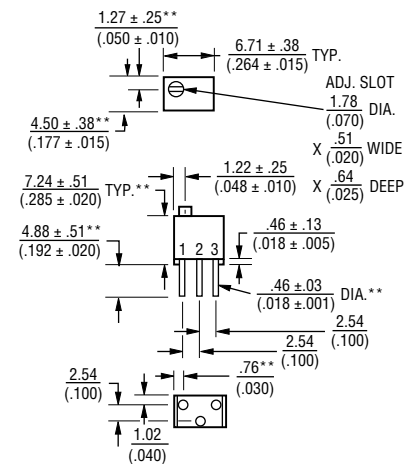 1.27 ± .25**
(.050 ± .010)
6.71 ± .38 TYP.
(.264 ± .015)
ADJ. SLOT
1.78 DIA.
(.070)
4.50 ± .38**
(.177 ± .015)
X .51 WIDE
(.020)
1.22 ± .25
(.048 ± .010)
X .64 DEEP
(.025)
7.24 ± .51 TYP.**
(.285 ± .020)
4.88 ± .51**
(.192 ± .020)
.46 ± .13
(.018 ± .005)
1 2 3
.46 ±.03 DIA.**
(.018 ±.001)
2.54
(.100)
2.54
(.100)
2.54
(.100)
.76**
(.030)
1.02
(.040)